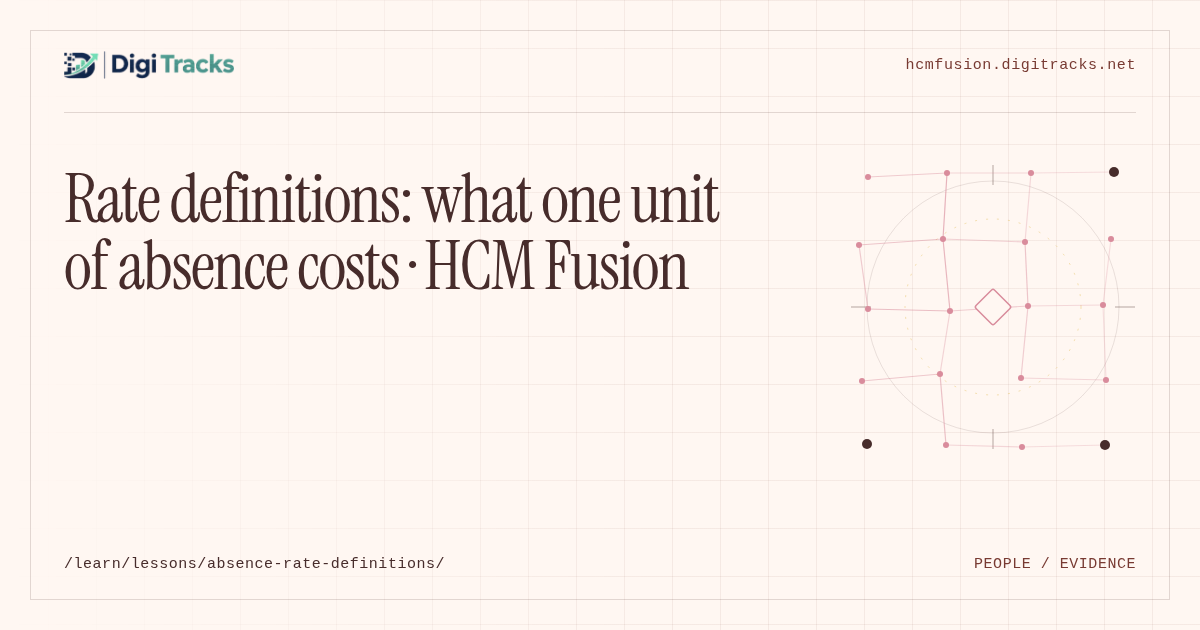 Digi Tracks
hcmfusion.digitracks.net
Rate definitions: what one unit
of absence costs · HCM Fusion
/learn/lessons/absence-rate-definitions/
PEOPLE / EVIDENCE